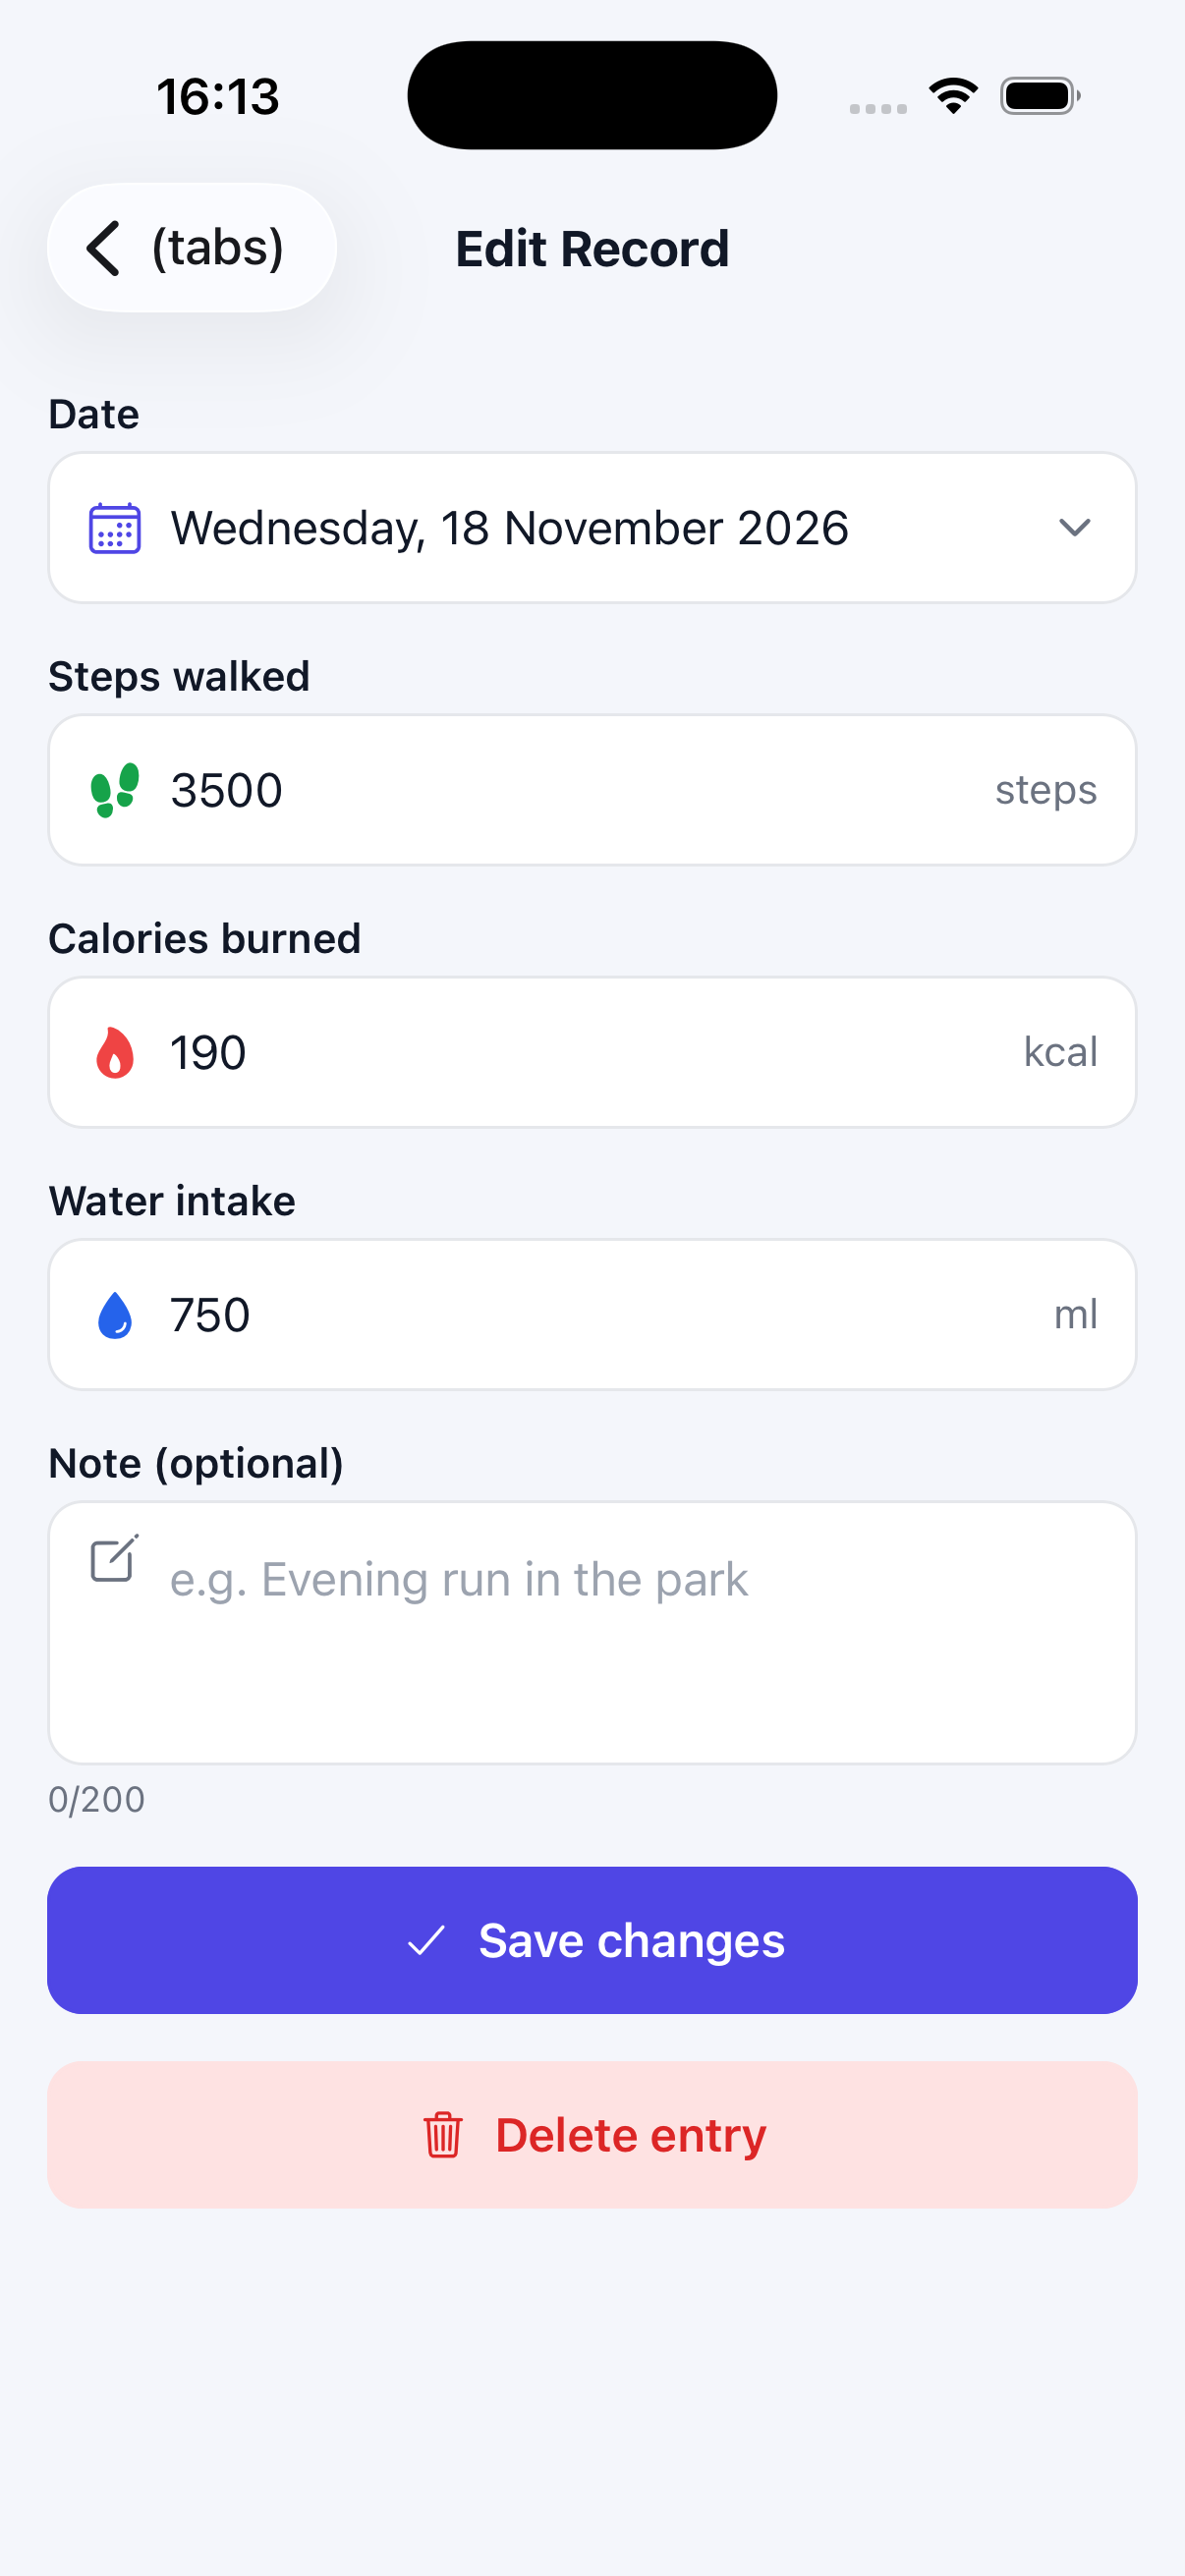 16:13
(tabs)
Edit Record
Date
Wednesday, 18 November 2026
Steps walked
3500 steps
Calories burned
190 kcal
Water intake
750 ml
Note (optional)
e.g. Evening run in the park
0/200
Save changes
Delete entry